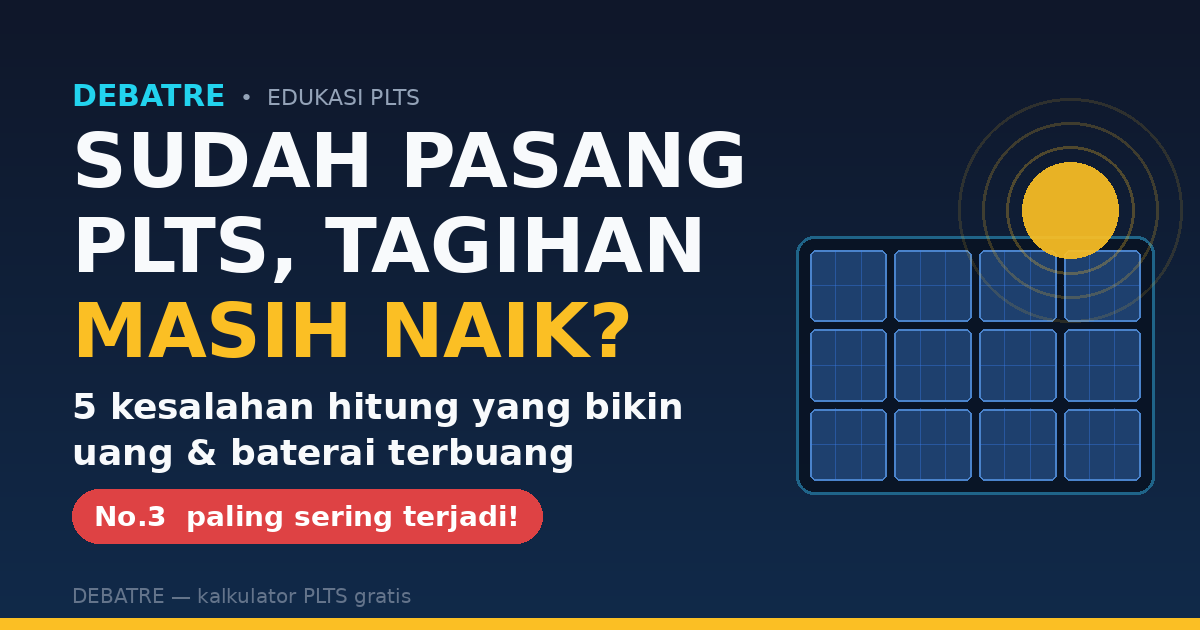 DEBATRE • EDUKASI PLTS
SUDAH PASANG
PLTS, TAGIHAN
MASIH NAIK?
5 kesalahan hitung yang bikin
uang & baterai terbuang
No.3 paling sering terjadi!
DEBATRE — kalkulator PLTS gratis